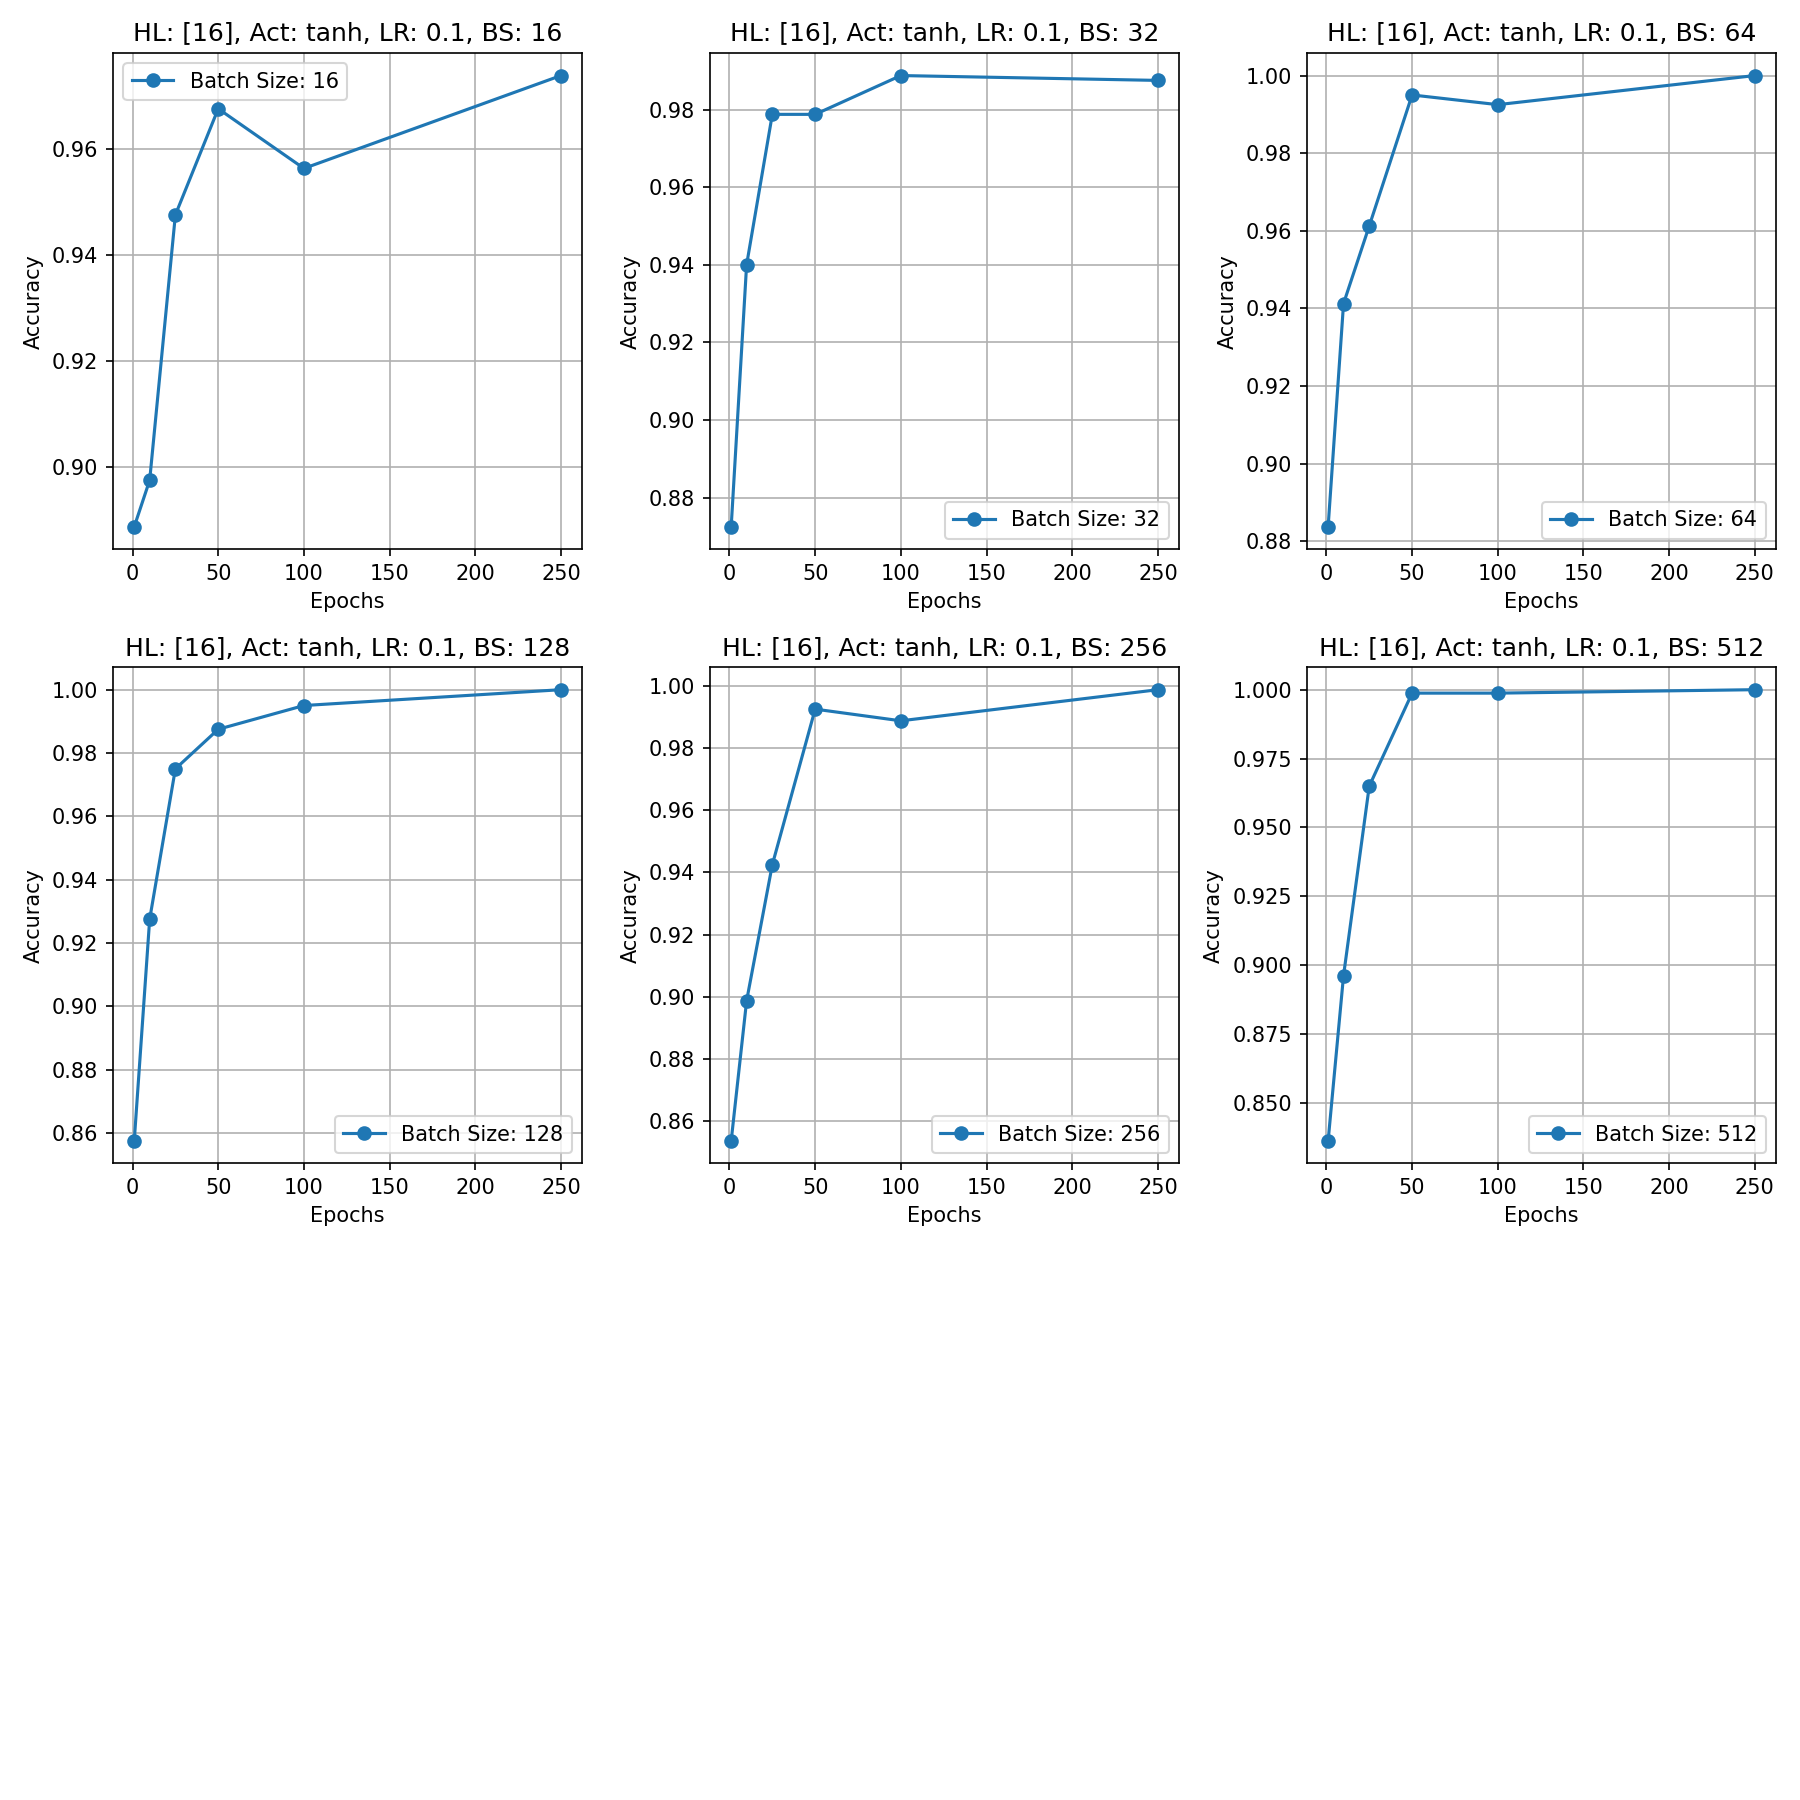 HL: [16], Act: tanh, LR: 0.1, BS: 16
Batch Size: 16
Accuracy
0.96
0.94
0.92
0.90
0 50 100 150 200 250
Epochs
HL: [16], Act: tanh, LR: 0.1, BS: 32
Accuracy
0.98
0.96
0.94
0.92
0.90
0.88
Batch Size: 32
0 50 100 150 200 250
Epochs
HL: [16], Act: tanh, LR: 0.1, BS: 64
Accuracy
1.00
0.98
0.96
0.94
0.92
0.90
0.88
Batch Size: 64
0 50 100 150 200 250
Epochs
HL: [16], Act: tanh, LR: 0.1, BS: 128
Accuracy
1.00
0.98
0.96
0.94
0.92
0.90
0.88
0.86
Batch Size: 128
0 50 100 150 200 250
Epochs
HL: [16], Act: tanh, LR: 0.1, BS: 256
Accuracy
1.00
0.98
0.96
0.94
0.92
0.90
0.88
0.86
Batch Size: 256
0 50 100 150 200 250
Epochs
HL: [16], Act: tanh, LR: 0.1, BS: 512
Accuracy
1.000
0.975
0.950
0.925
0.900
0.875
0.850
Batch Size: 512
0 50 100 150 200 250
Epochs